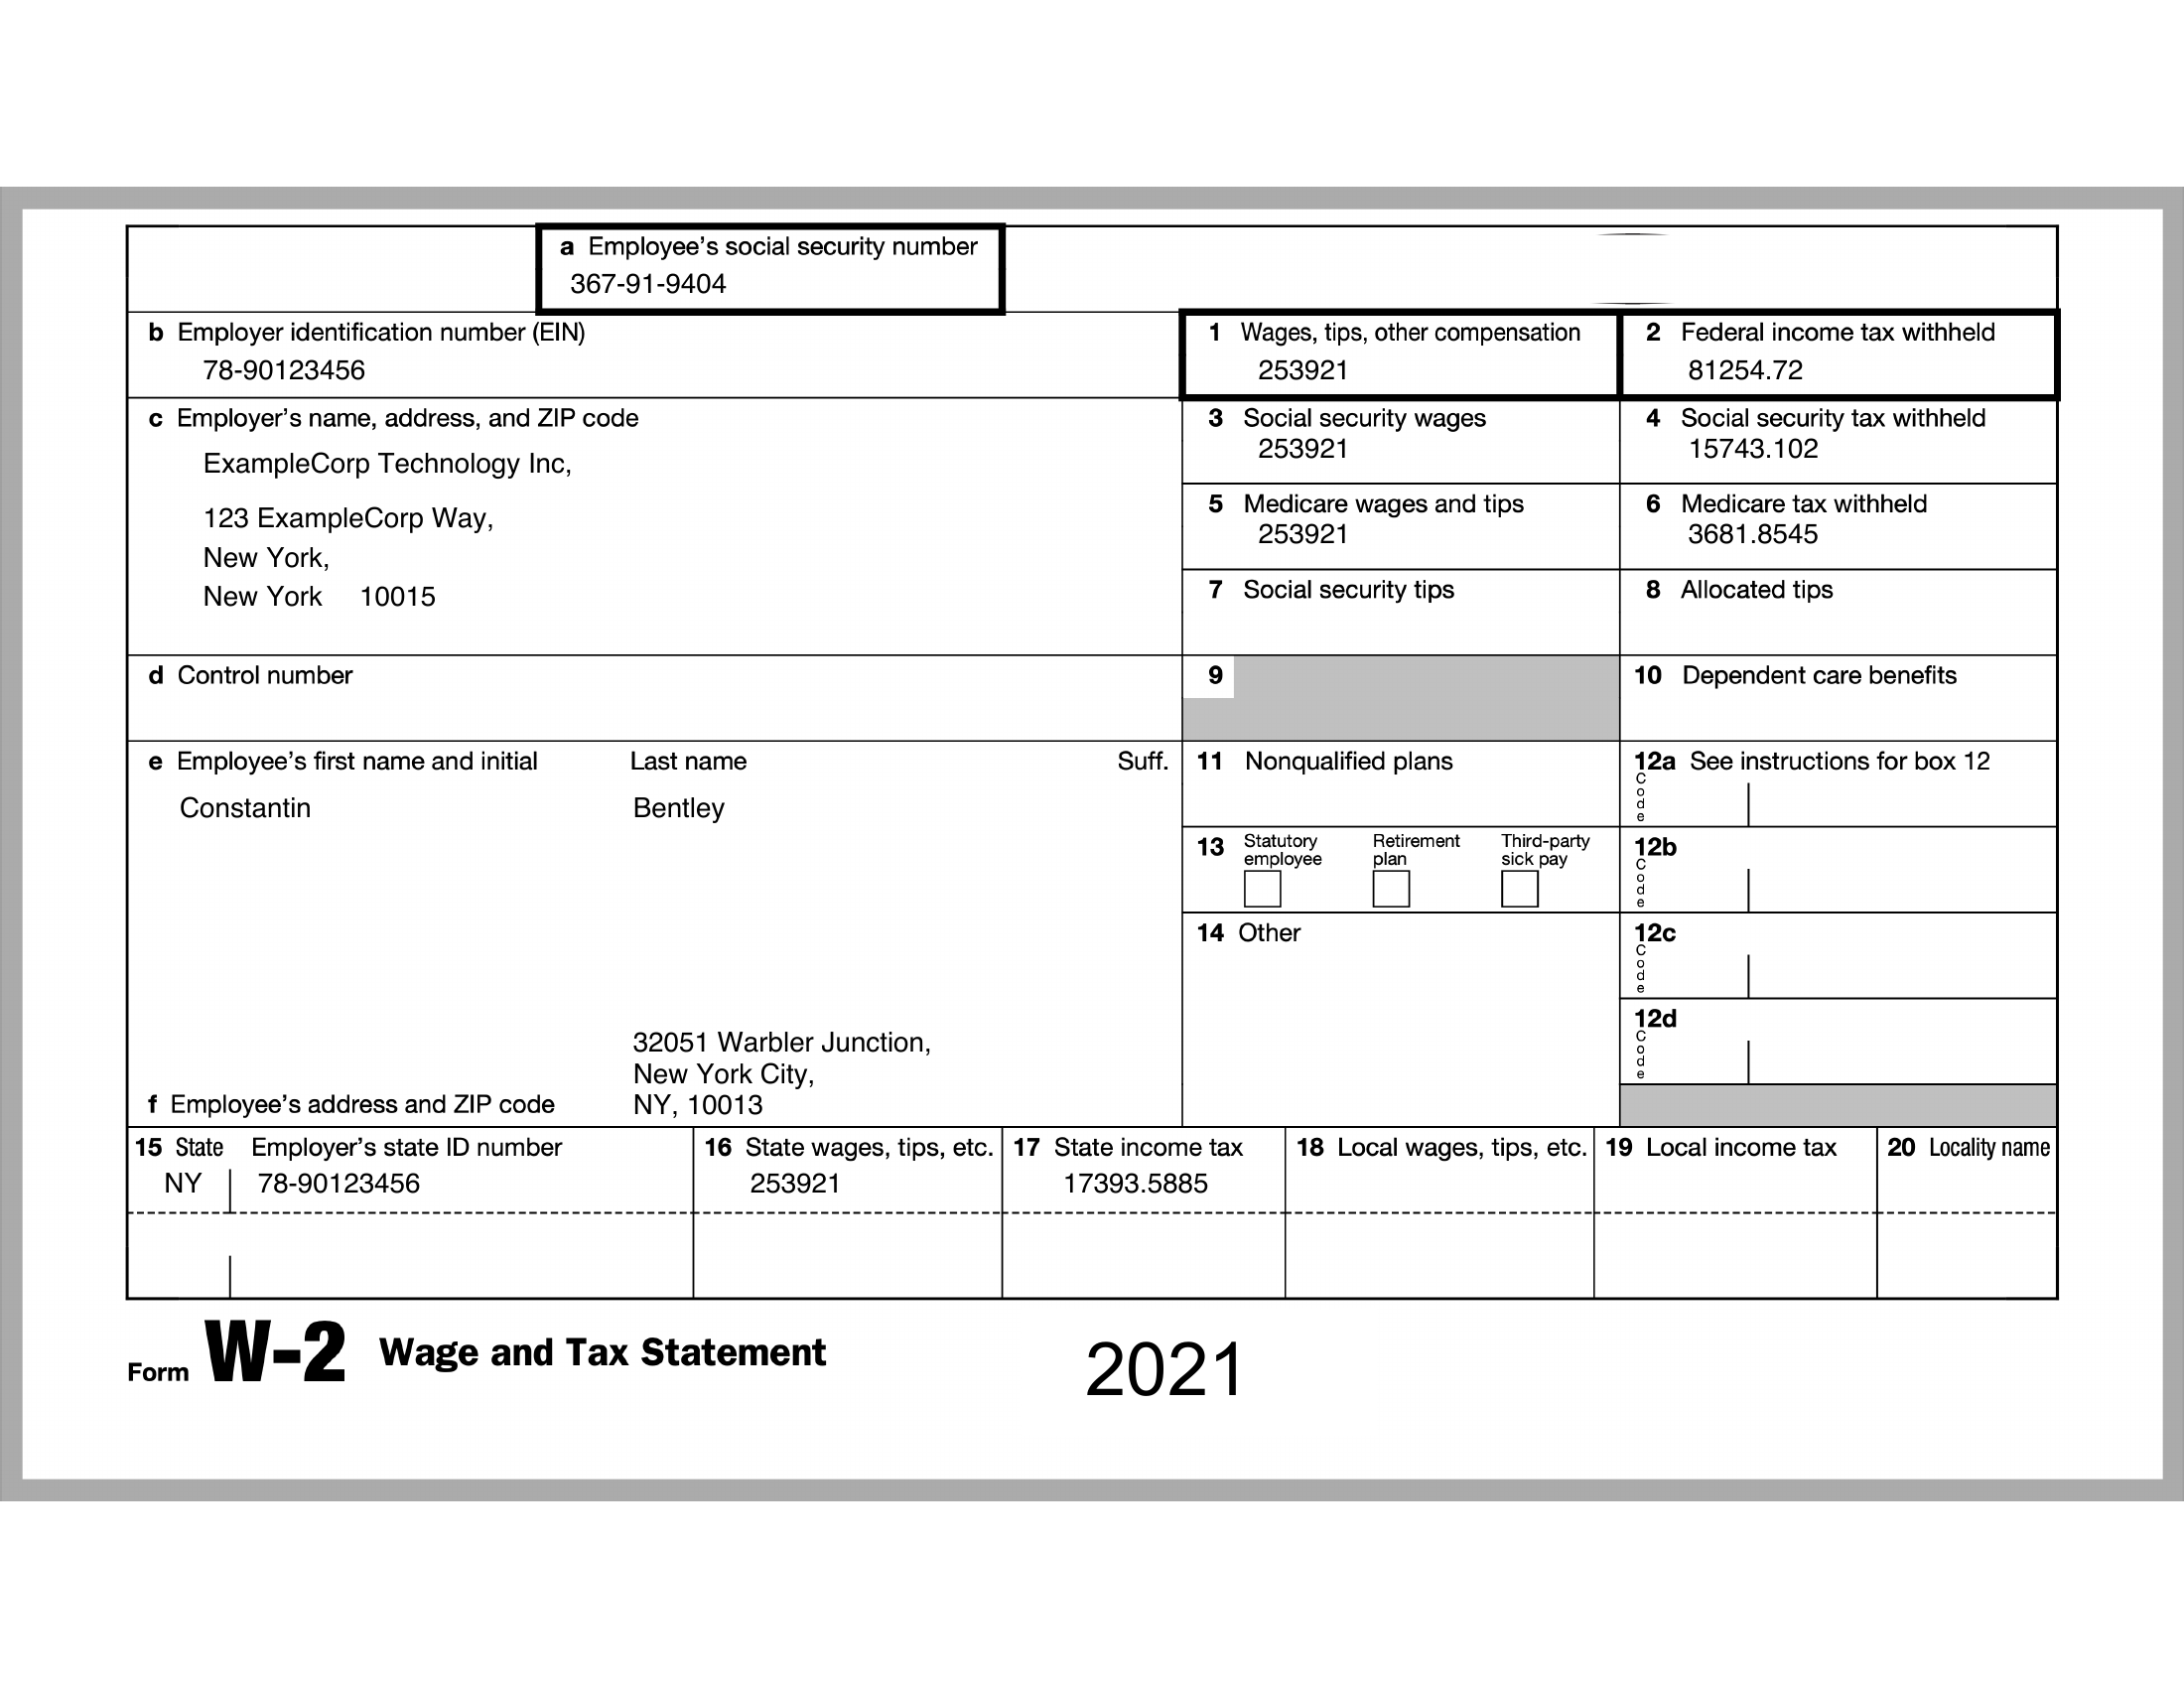 a Employee's social security number
367-91-9404
b Employer identification number (EIN)
78-90123456
1 Wages, tips, other compensation
253921
2 Federal income tax withheld
81254.72
c Employer's name, address, and ZIP code
ExampleCorp Technology Inc,
123 ExampleCorp Way,
New York,
New York 10015
3 Social security wages
253921
4 Social security tax withheld
15743.102
5 Medicare wages and tips
253921
6 Medicare tax withheld
3681.8545
7 Social security tips
8 Allocated tips
d Control number
9
10 Dependent care benefits
e Employee's first name and initial Last name Suff.
Constantin Bentley
11 Nonqualified plans
12a See instructions for box 12
Code
13 Statutory employee Retirement plan Third-party sick pay
12b
Code
14 Other
12c
Code
12d
Code
32051 Warbler Junction,
New York City,
NY, 10013
f Employee's address and ZIP code
15 State Employer's state ID number 16 State wages, tips, etc. 17 State income tax 18 Local wages, tips, etc. 19 Local income tax 20 Locality name
NY 78-90123456 253921 17393.5885
Form W-2 Wage and Tax Statement 2021